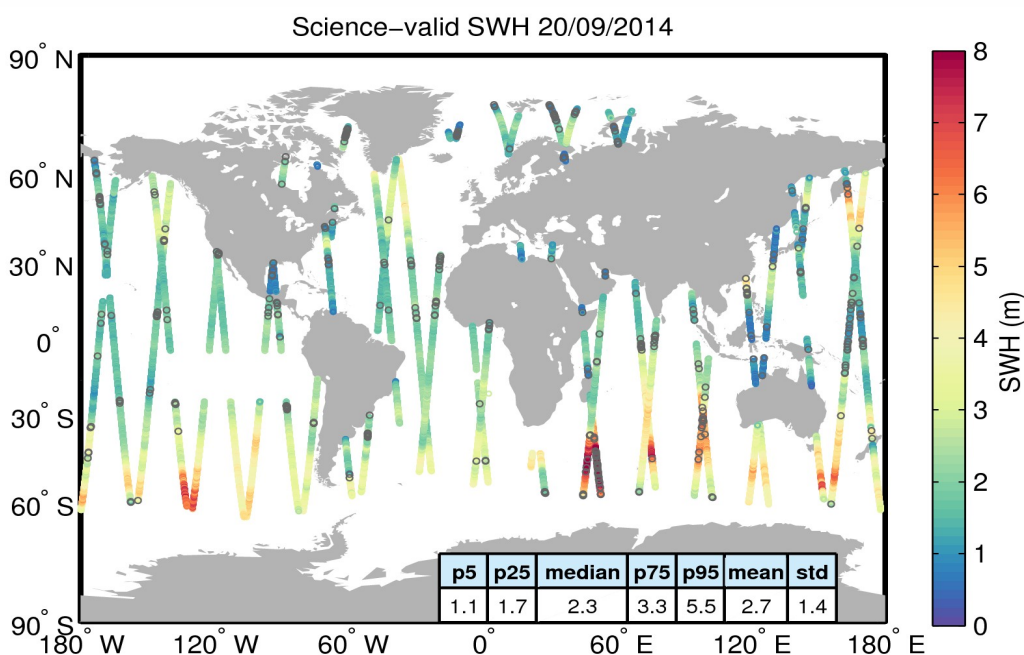 Science−valid SWH 20/09/2014
90° N
60° N
30° N
0°
30° S
60° S
90° S
180° W
120° W
60° W
0°
60° E
120° E
180° E
p5 p25 median p75 p95 mean std
1.1 1.7 2.3 3.3 5.5 2.7 1.4
8
7
6
5
4
3
2
1
0
SWH (m)